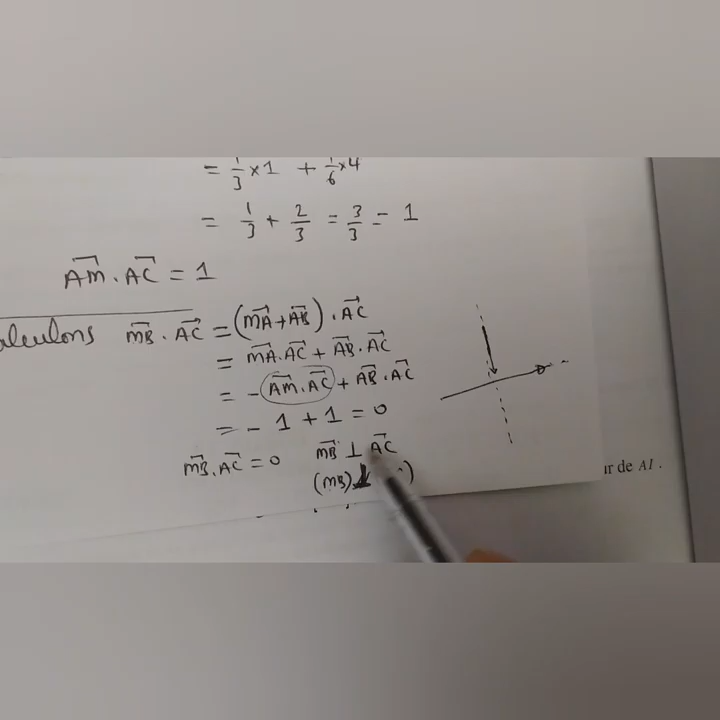 = 1/3 × 1 + 1/6 × 4
= 1/3 + 2/3 = 3/3 = 1
AM⃗ . AC⃗ = 1
alculons MB⃗ . AC⃗ = (MA⃗ + AB⃗) . AC⃗
= MA⃗ . AC⃗ + AB⃗ . AC⃗
= - AM⃗ . AC⃗ + AB⃗ . AC⃗
= - 1 + 1 = 0
MB⃗ . AC⃗ = 0 MB⃗ ⊥ AC⃗
(MB) ⊥
ur de AI .